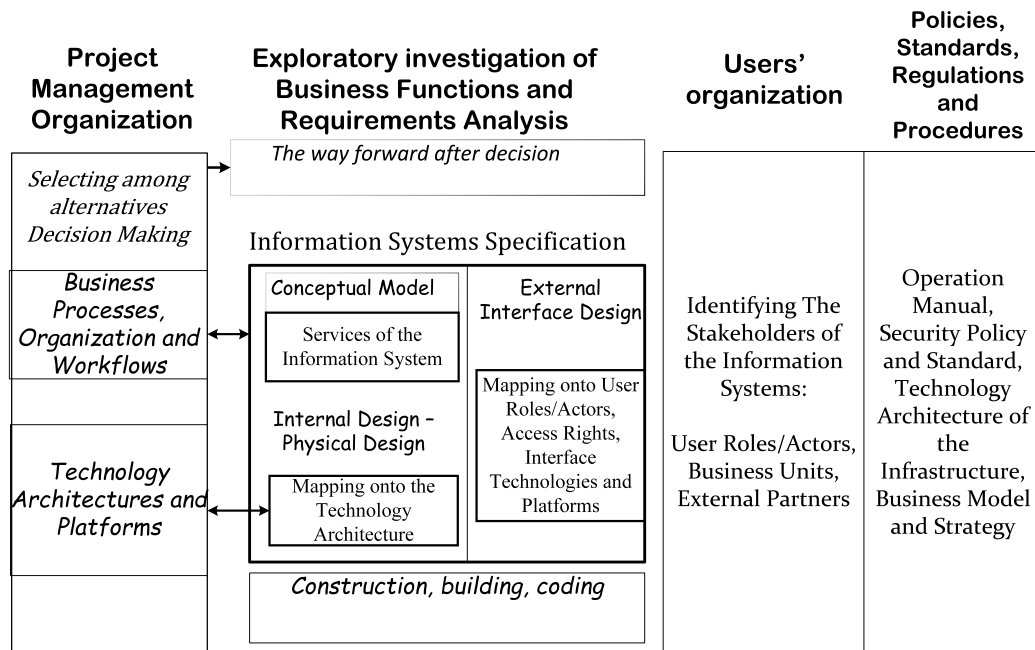 Project
Management
Organization
Exploratory investigation of
Business Functions and
Requirements Analysis
Users’
organization
Policies,
Standards,
Regulations
and
Procedures
Selecting among
alternatives
Decision Making
Business
Processes,
Organization and
Workflows
Technology
Architectures and
Platforms
The way forward after decision
Information Systems Specification
Conceptual Model
Services of the
Information System
Internal Design –
Physical Design
Mapping onto the
Technology
Architecture
External
Interface Design
Mapping onto User
Roles/Actors,
Access Rights,
Interface
Technologies and
Platforms
Construction, building, coding
Identifying The
Stakeholders of
the Information
Systems:
User Roles/Actors,
Business Units,
External Partners
Operation
Manual,
Security Policy
and Standard,
Technology
Architecture of
the
Infrastructure,
Business Model
and Strategy